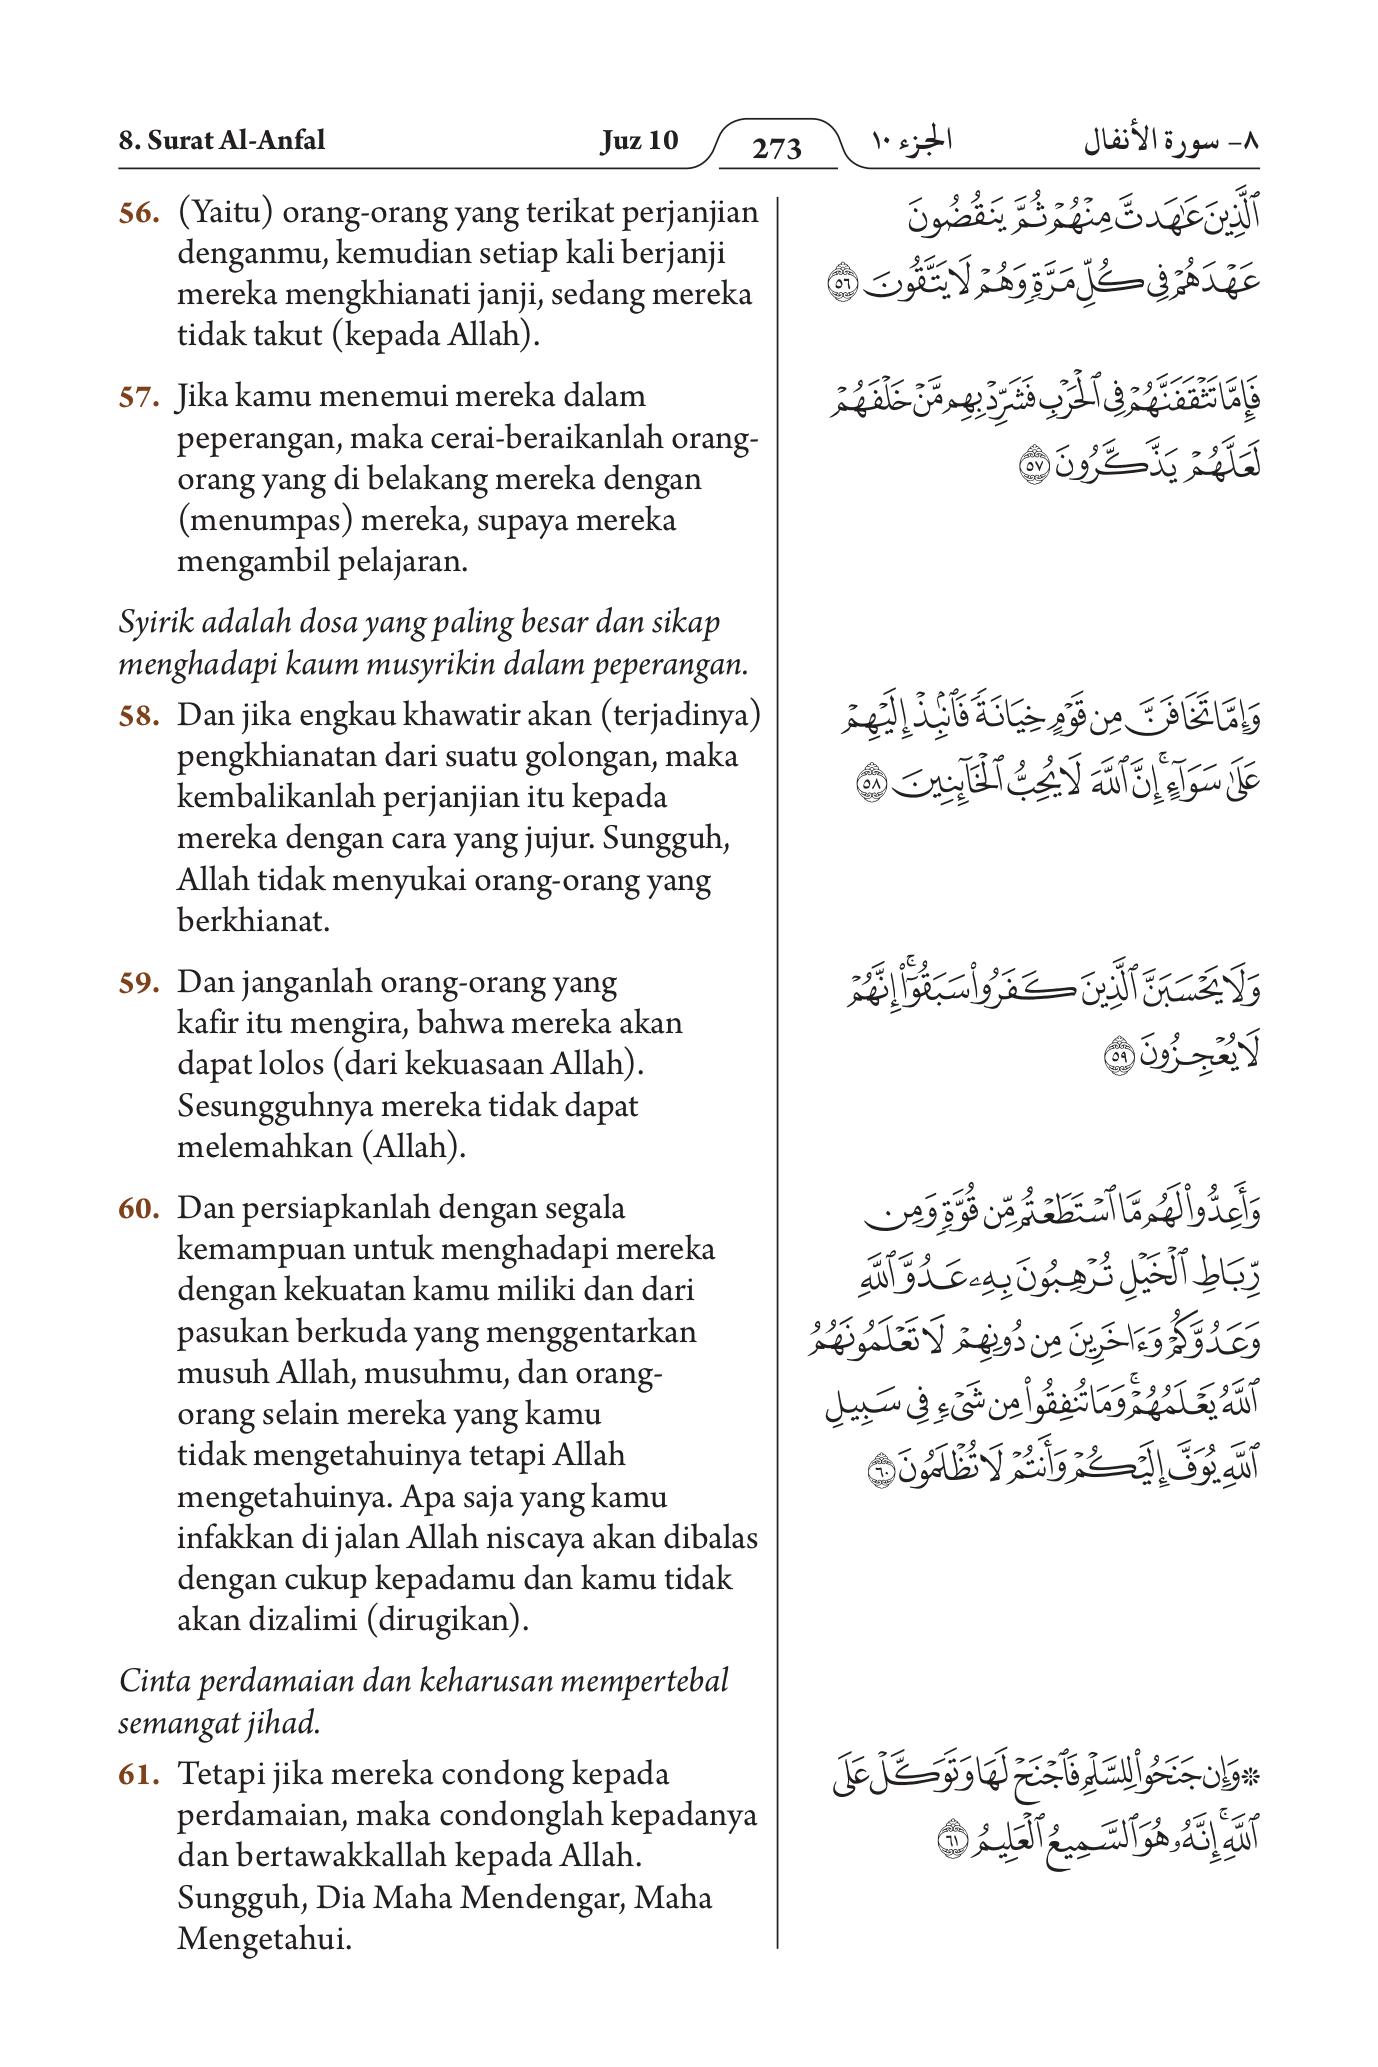 8. Surat Al-Anfal
Juz 10
273
الجزء ١٠
٨- سورة الأنفال
56. (Yaitu) orang-orang yang terikat perjanjian
denganmu, kemudian setiap kali berjanji
mereka mengkhianati janji, sedang mereka
tidak takut (kepada Allah).
57. Jika kamu menemui mereka dalam
peperangan, maka cerai-beraikanlah orang-
orang yang di belakang mereka dengan
(menumpas) mereka, supaya mereka
mengambil pelajaran.
Syirik adalah dosa yang paling besar dan sikap
menghadapi kaum musyrikin dalam peperangan.
58. Dan jika engkau khawatir akan (terjadinya)
pengkhianatan dari suatu golongan, maka
kembalikanlah perjanjian itu kepada
mereka dengan cara yang jujur. Sungguh,
Allah tidak menyukai orang-orang yang
berkhianat.
59. Dan janganlah orang-orang yang
kafir itu mengira, bahwa mereka akan
dapat lolos (dari kekuasaan Allah).
Sesungguhnya mereka tidak dapat
melemahkan (Allah).
60. Dan persiapkanlah dengan segala
kemampuan untuk menghadapi mereka
dengan kekuatan kamu miliki dan dari
pasukan berkuda yang menggentarkan
musuh Allah, musuhmu, dan orang-
orang selain mereka yang kamu
tidak mengetahuinya tetapi Allah
mengetahuinya. Apa saja yang kamu
infakkan di jalan Allah niscaya akan dibalas
dengan cukup kepadamu dan kamu tidak
akan dizalimi (dirugikan).
Cinta perdamaian dan keharusan mempertebal
semangat jihad.
61. Tetapi jika mereka condong kepada
perdamaian, maka condonglah kepadanya
dan bertawakkallah kepada Allah.
Sungguh, Dia Maha Mendengar, Maha
Mengetahui.
ٱلَّذِينَ عَٰهَدتَّ مِنۡهُمۡ ثُمَّ يَنقُضُونَ
عَهۡدَهُمۡ فِي كُلِّ مَرَّةٖ وَهُمۡ لَا يَتَّقُونَ ٥٦
فَإِمَّا تَثۡقَفَنَّهُمۡ فِي ٱلۡحَرۡبِ فَشَرِّدۡ بِهِم مَّنۡ خَلۡفَهُمۡ
لَعَلَّهُمۡ يَذَّكَّرُونَ ٥٧
وَإِمَّا تَخَافَنَّ مِن قَوۡمٍ خِيَانَةٗ فَٱنۢبِذۡ إِلَيۡهِمۡ
عَلَىٰ سَوَآءٍۚ إِنَّ ٱللَّهَ لَا يُحِبُّ ٱلۡخَآئِنِينَ ٥٨
وَلَا يَحۡسَبَنَّ ٱلَّذِينَ كَفَرُواْ سَبَقُوٓاْۚ إِنَّهُمۡ
لَا يُعۡجِزُونَ ٥٩
وَأَعِدُّواْ لَهُم مَّا ٱسۡتَطَعۡتُم مِّن قُوَّةٖ وَمِن
رِّبَاطِ ٱلۡخَيۡلِ تُرۡهِبُونَ بِهِۦ عَدُوَّ ٱللَّهِ
وَعَدُوَّكُمۡ وَءَاخَرِينَ مِن دُونِهِمۡ لَا تَعۡلَمُونَهُمُ
ٱللَّهُ يَعۡلَمُهُمۡۚ وَمَا تُنفِقُواْ مِن شَيۡءٖ فِي سَبِيلِ
ٱللَّهِ يُوَفَّ إِلَيۡكُمۡ وَأَنتُمۡ لَا تُظۡلَمُونَ ٦٠
۞وَإِن جَنَحُواْ لِلسَّلۡمِ فَٱجۡنَحۡ لَهَا وَتَوَكَّلۡ عَلَى
ٱللَّهِۚ إِنَّهُۥ هُوَ ٱلسَّمِيعُ ٱلۡعَلِيمُ ٦١